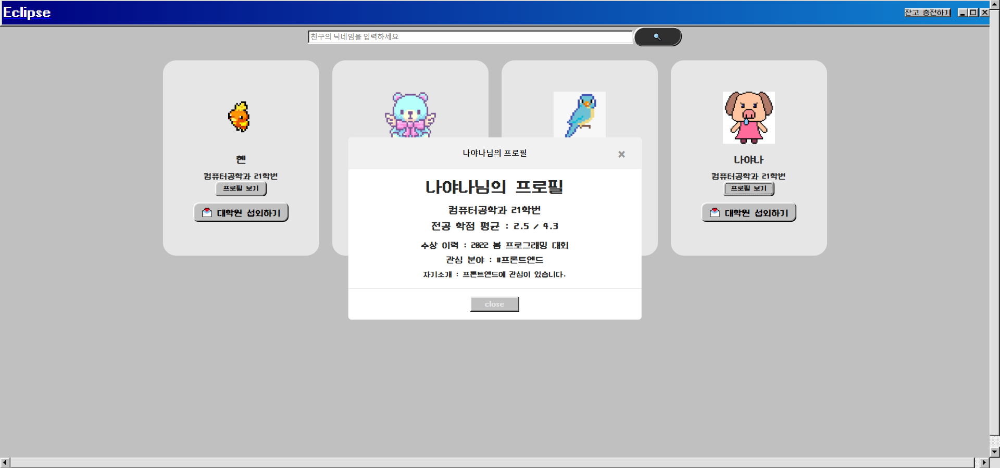 Eclipse
잔고 충전하기
친구의 닉네임을 입력하세요
헨
컴퓨터공학과 21학번
프로필 보기
대학원 섭외하기
나야나
컴퓨터공학과 21학번
프로필 보기
대학원 섭외하기
나야나님의 프로필
나야나님의 프로필
컴퓨터공학과 21학번
전공 학점 평균 : 2.5 / 4.3
수상 이력 : 2022 봄 프로그래밍 대회
관심 분야 : #프론트엔드
자기소개 : 프론트엔드에 관심이 있습니다.
close